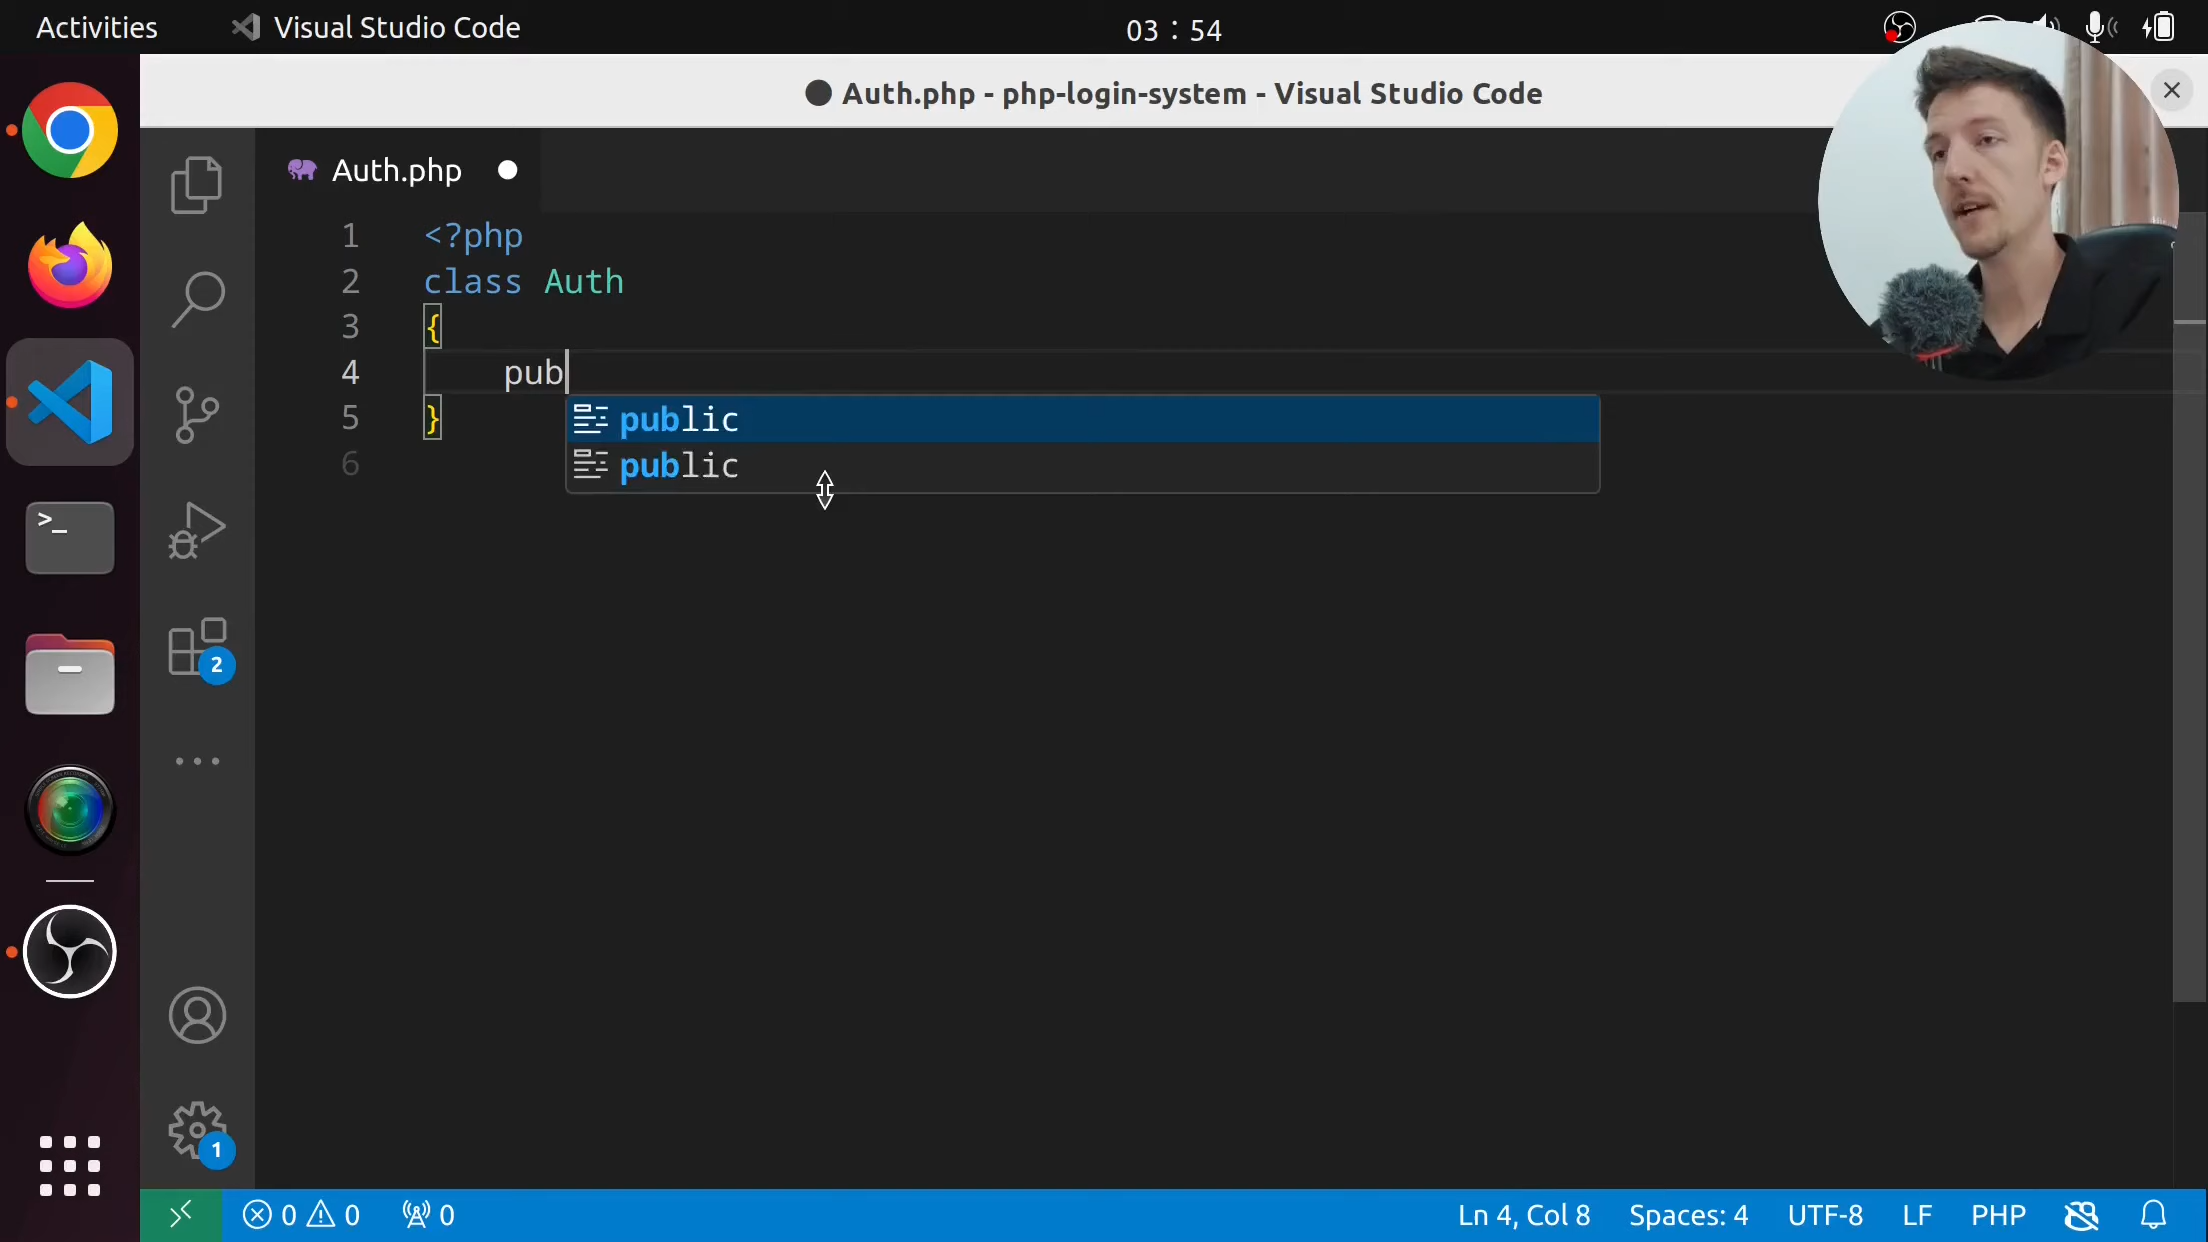 Activities
Visual Studio Code
03 : 54
Auth.php - php-login-system - Visual Studio Code
Auth.php
1 <?php
2 class Auth
3 {
4 pub
5 }
6
public
public
>_
2
1
0 0
0
Ln 4, Col 8
Spaces: 4
UTF-8
LF
PHP